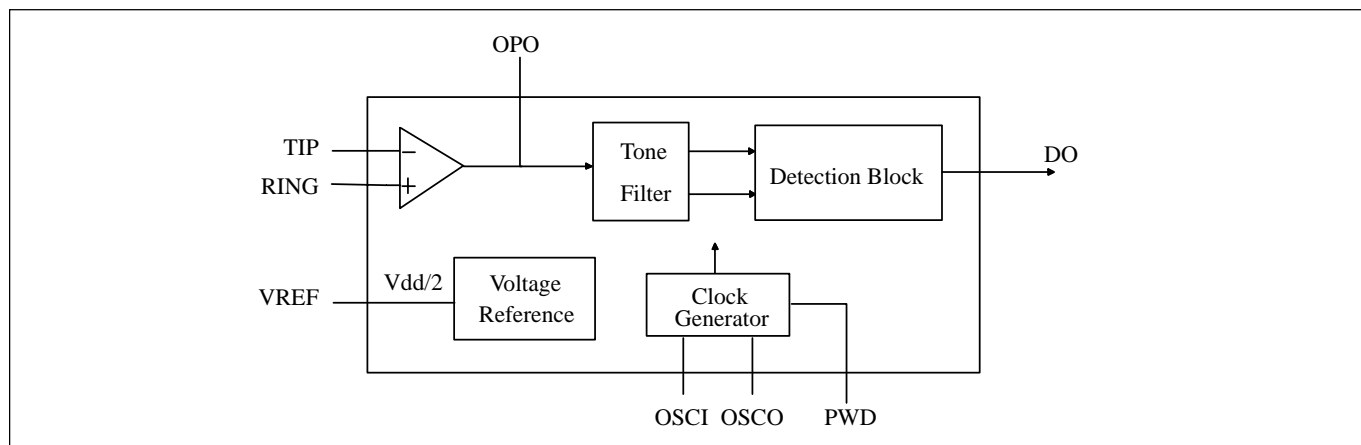 OPO
TIP
−
RING
+
Tone
Filter
Detection Block
DO
VREF
Vdd/2
Voltage
Reference
Clock
Generator
OSCI
OSCO
PWD